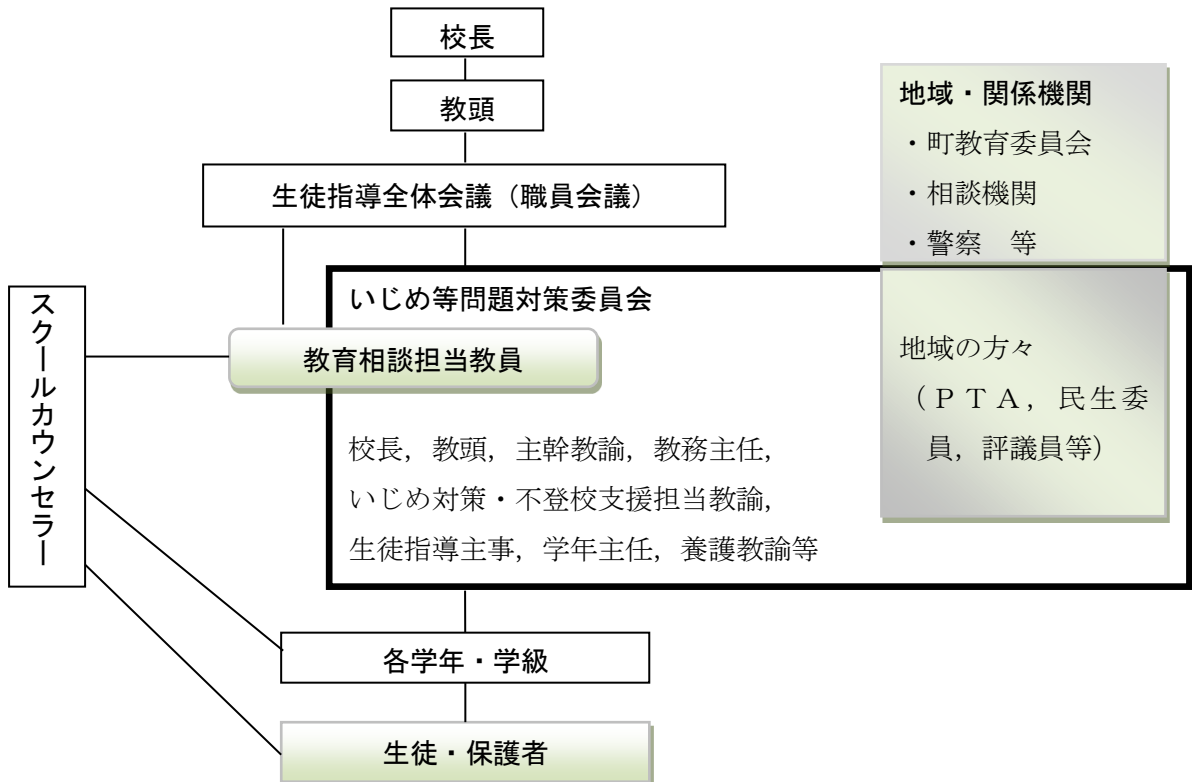 校長
教頭
生徒指導全体会議（職員会議）
地域・関係機関
・町教育委員会
・相談機関
・警察　等
スクールカウンセラー
いじめ等問題対策委員会
教育相談担当教員
地域の方々
（ＰＴＡ，民生委
員，評議員等）
校長，教頭，主幹教諭，教務主任，
いじめ対策・不登校支援担当教諭，
生徒指導主事，学年主任，養護教諭等
各学年・学級
生徒・保護者